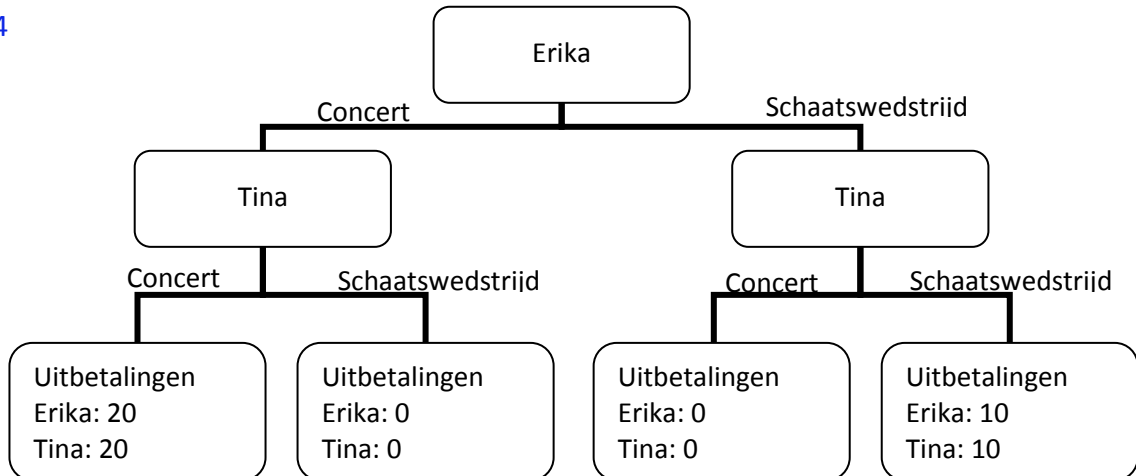 4
Erika
Concert
Schaatswedstrijd
Tina
Tina
Concert
Schaatswedstrijd
Concert
Schaatswedstrijd
Uitbetalingen
Erika: 20
Tina: 20
Uitbetalingen
Erika: 0
Tina: 0
Uitbetalingen
Erika: 0
Tina: 0
Uitbetalingen
Erika: 10
Tina: 10